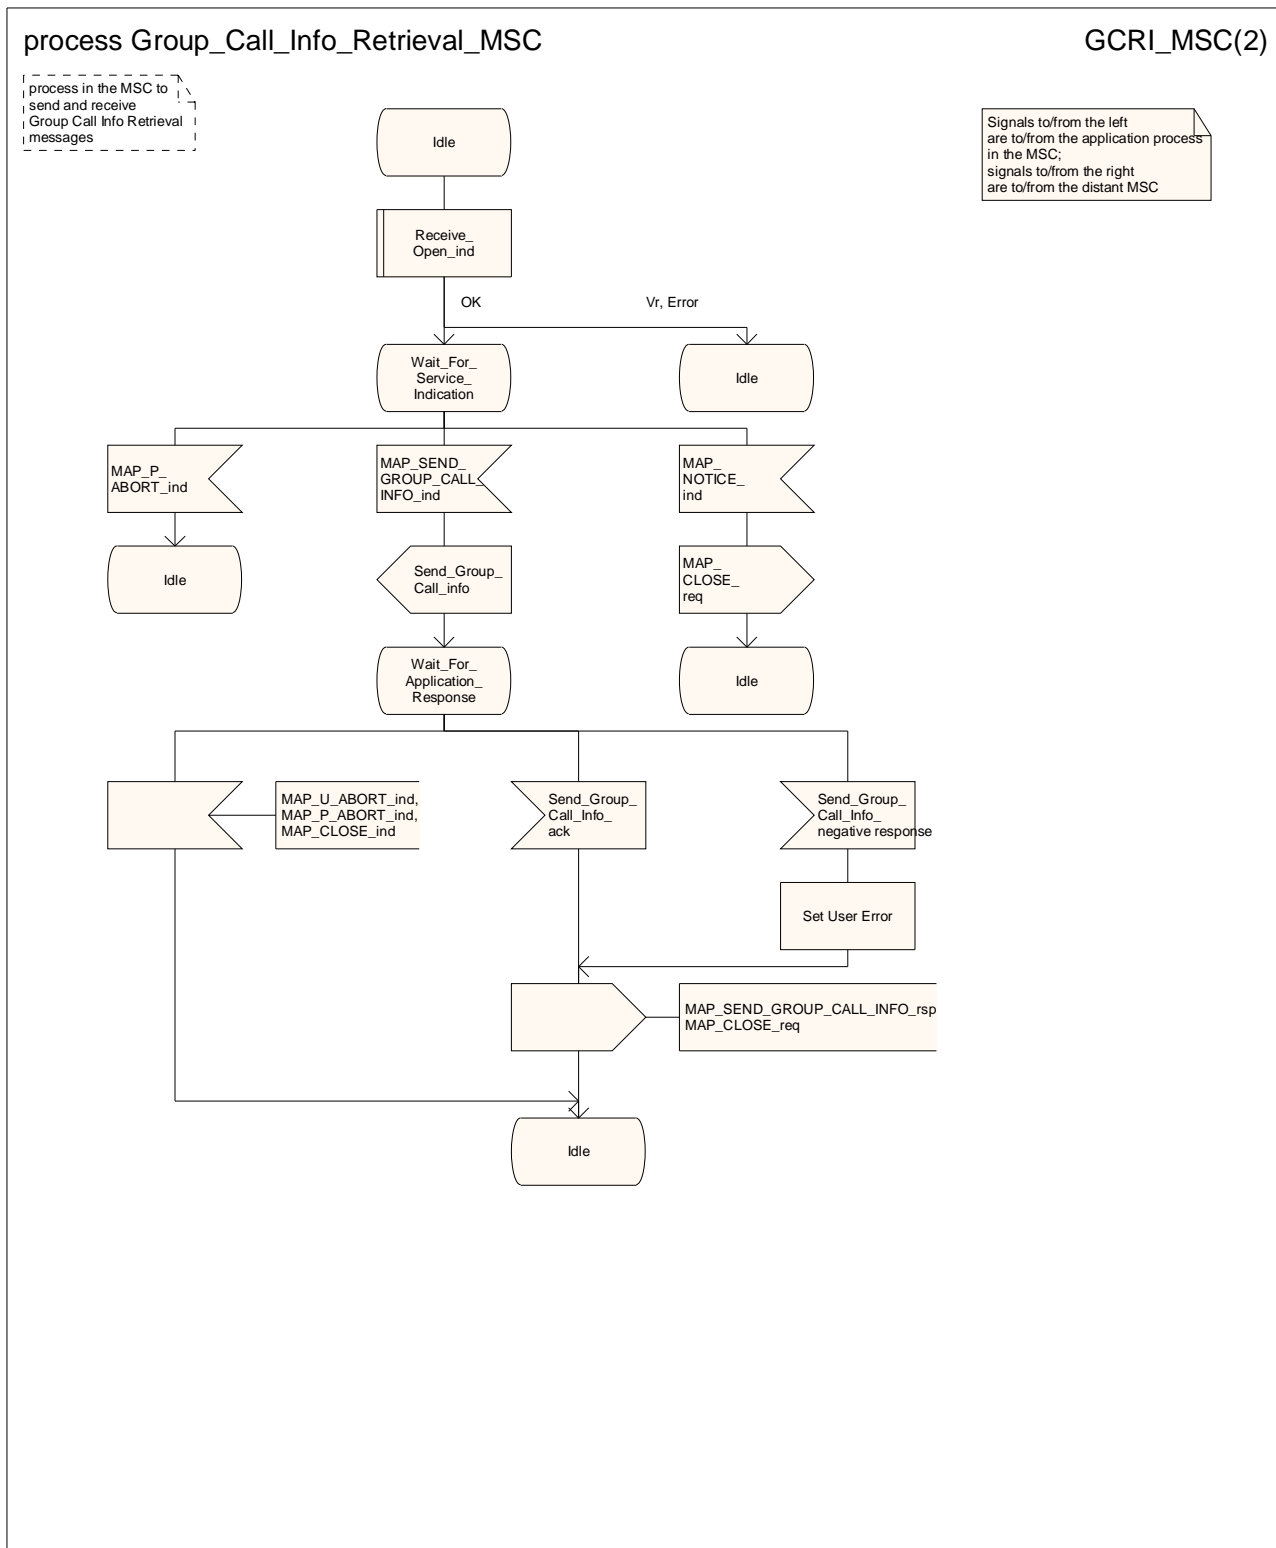 process Group_Call_Info_Retrieval_MSC
GCRI_MSC(2)
process in the MSC to
send and receive
Group Call Info Retrieval
messages
Signals to/from the left
are to/from the application process
in the MSC;
signals to/from the right
are to/from the distant MSC
Idle
Receive_
Open_ind
OK
Vr, Error
Wait_For_
Service_
Indication
Idle
MAP_P_
ABORT_ind
MAP_SEND_
GROUP_CALL_
INFO_ind
MAP_
NOTICE_
ind
Idle
Send_Group_
Call_info
MAP_
CLOSE_
req
Wait_For_
Application_
Response
Idle
MAP_U_ABORT_ind,
MAP_P_ABORT_ind,
MAP_CLOSE_ind
Send_Group_
Call_Info_
ack
Send_Group_
Call_Info_
negative response
Set User Error
MAP_SEND_GROUP_CALL_INFO_rsp
MAP_CLOSE_req
Idle